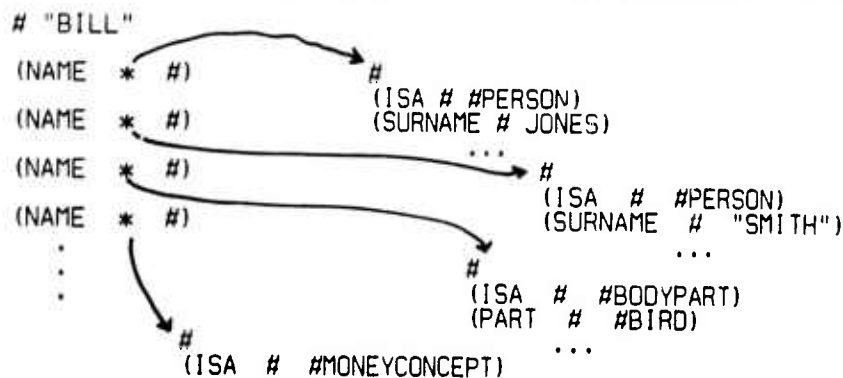 # "BILL"
(NAME * #)
#
(ISA # #PERSON)
(NAME * #)
(SURNAME # JONES)
...
(NAME * #)
#
(ISA # #PERSON)
(NAME * #)
(SURNAME # "SMITH")
...
#
(ISA # #BODYPART)
(PART # #BIRD)
...
#
(ISA # #MONEYCONCEPT)